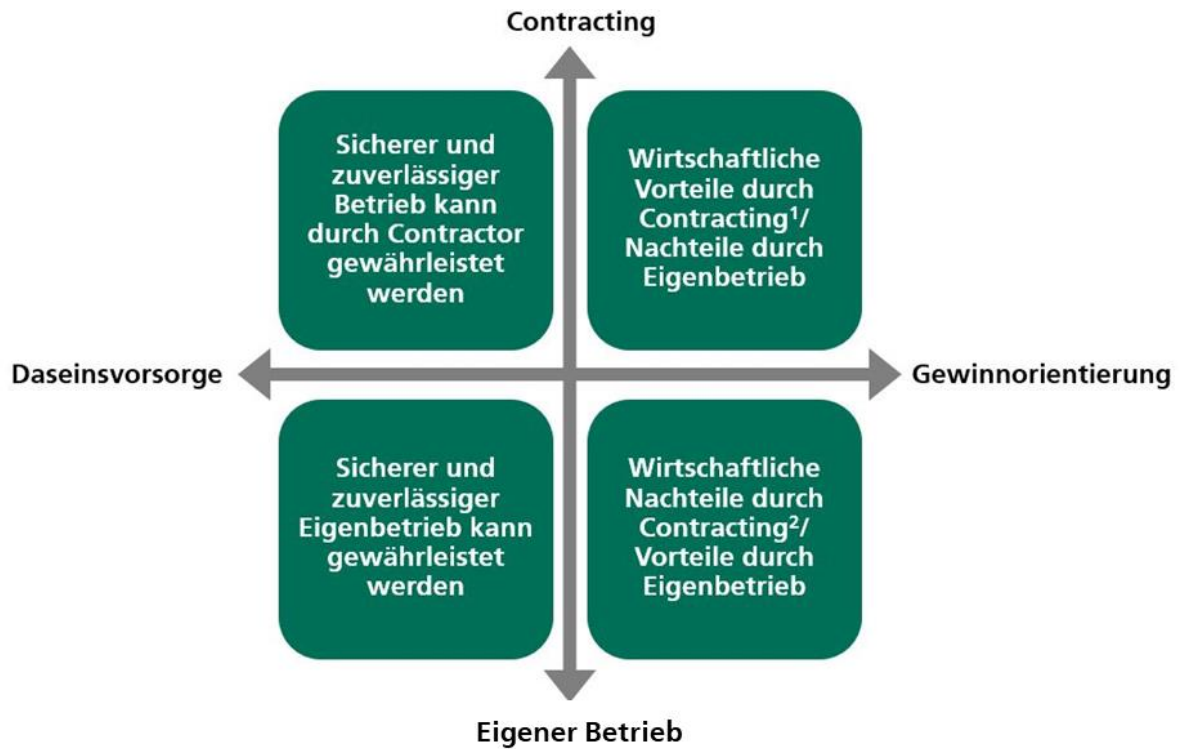 Contracting
Sicherer und
zuverlässiger
Betrieb kann
durch Contractor
gewährleistet
werden
Wirtschaftliche
Vorteile durch
Contracting¹/
Nachteile durch
Eigenbetrieb
Daseinsvorsorge
Gewinnorientierung
Sicherer und
zuverlässiger
Eigenbetrieb kann
gewährleistet
werden
Wirtschaftliche
Nachteile durch
Contracting²/
Vorteile durch
Eigenbetrieb
Eigener Betrieb